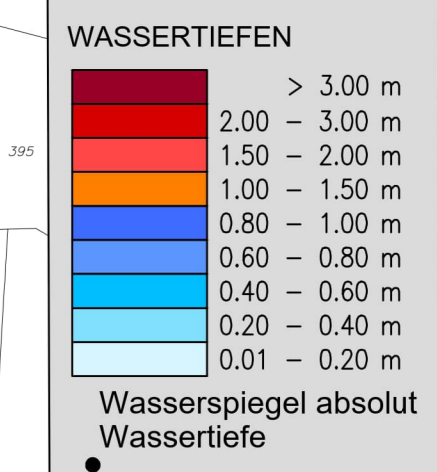 WASSERTIEFEN
> 3.00 m
2.00 – 3.00 m
395
1.50 – 2.00 m
1.00 – 1.50 m
0.80 – 1.00 m
0.60 – 0.80 m
0.40 – 0.60 m
0.20 – 0.40 m
0.01 – 0.20 m
Wasserspiegel absolut
Wassertiefe